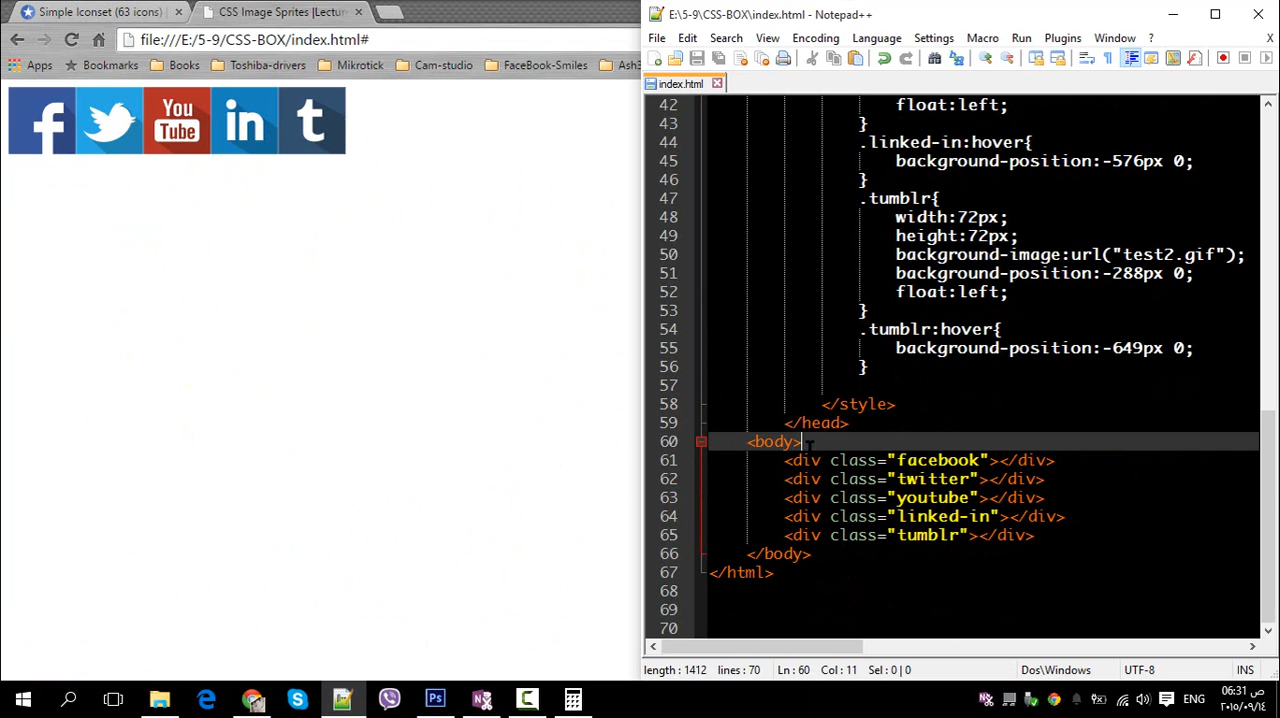 Simple Iconset (63 icons)
CSS Image Sprites |Lectur
file:///E:/5-9/CSS-BOX/index.html#
Apps
Bookmarks
Books
Toshiba-drivers
Mikrotick
Cam-studio
FaceBook-Smiles
Ash3
f
You
Tube
in
t
E:\5-9\CSS-BOX\index.html - Notepad++
File Edit Search View Encoding Language Settings Macro Run Plugins Window ? X
index.html
42 float:left;
43 }
44 .linked-in:hover{
45 background-position:-576px 0;
46 }
47 .tumblr{
48 width:72px;
49 height:72px;
50 background-image:url("test2.gif");
51 background-position:-288px 0;
52 float:left;
53 }
54 .tumblr:hover{
55 background-position:-649px 0;
56 }
57
58 </style>
59 </head>
60 <body>
61 <div class="facebook"></div>
62 <div class="twitter"></div>
63 <div class="youtube"></div>
64 <div class="linked-in"></div>
65 <div class="tumblr"></div>
66 </body>
67 </html>
68
69
70
length : 1412 lines : 70 Ln : 60 Col : 11 Sel : 0 | 0 Dos\Windows UTF-8 INS
Ps
ENG
06:31 ص
٢٠١٥/٠٩/١٤